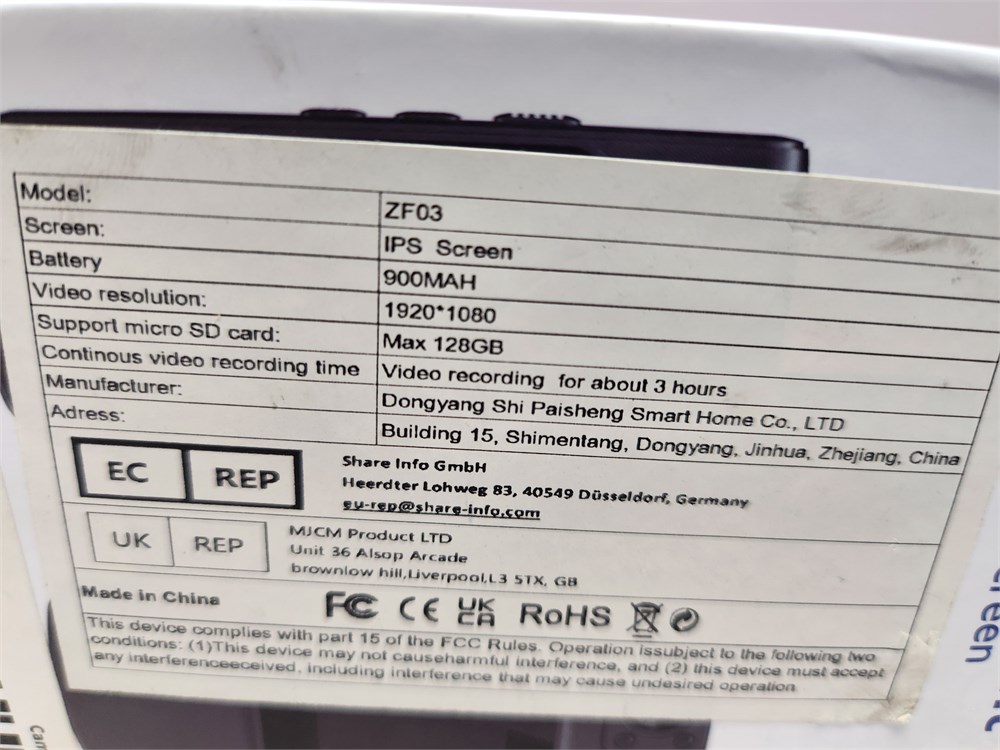 Model: ZF03
Screen: IPS Screen
Battery 900MAH
Video resolution: 1920*1080
Support micro SD card: Max 128GB
Continous video recording time Video recording for about 3 hours
Manufacturer: Dongyang Shi Paisheng Smart Home Co., LTD
Adress: Building 15, Shimentang, Dongyang, Jinhua, Zhejiang, China
EC REP
Share Info GmbH
Heerdter Lohweg 83, 40549 Düsseldorf, Germany
eu-rep@share-info.com
UK REP
MJCM Product LTD
Unit 36 Alsop Arcade
brownlow hill,Liverpool,L3 5TX, GB
Made in China FC CE UKCA RoHS
This device complies with part 15 of the FCC Rules. Operation issubject to the following two
conditions: (1)This device may not causeharmful interference, and (2) this device must accept
any interferenceeceived, including interference that may cause undesired operation